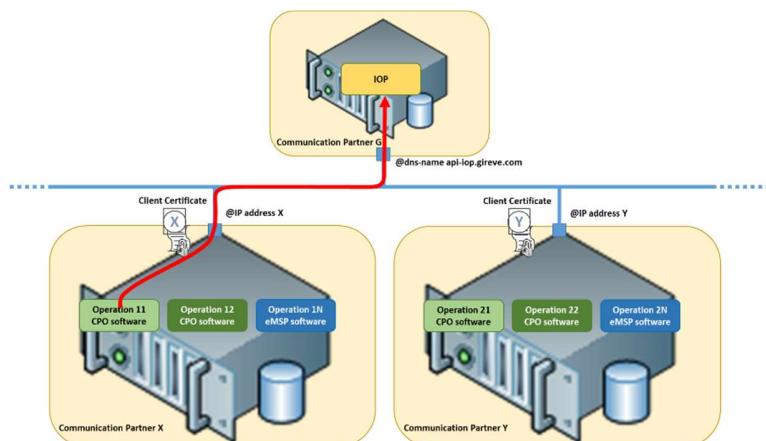 IOP
Communication Partner G
@dns-name api-iop.gireve.com
Client Certificate
X
@IP address X
Client Certificate
Y
@IP address Y
Operation 11
CPO software
Operation 12
CPO software
Operation 1N
eMSP software
Operation 21
CPO software
Operation 22
CPO software
Operation 2N
eMSP software
Communication Partner X
Communication Partner Y